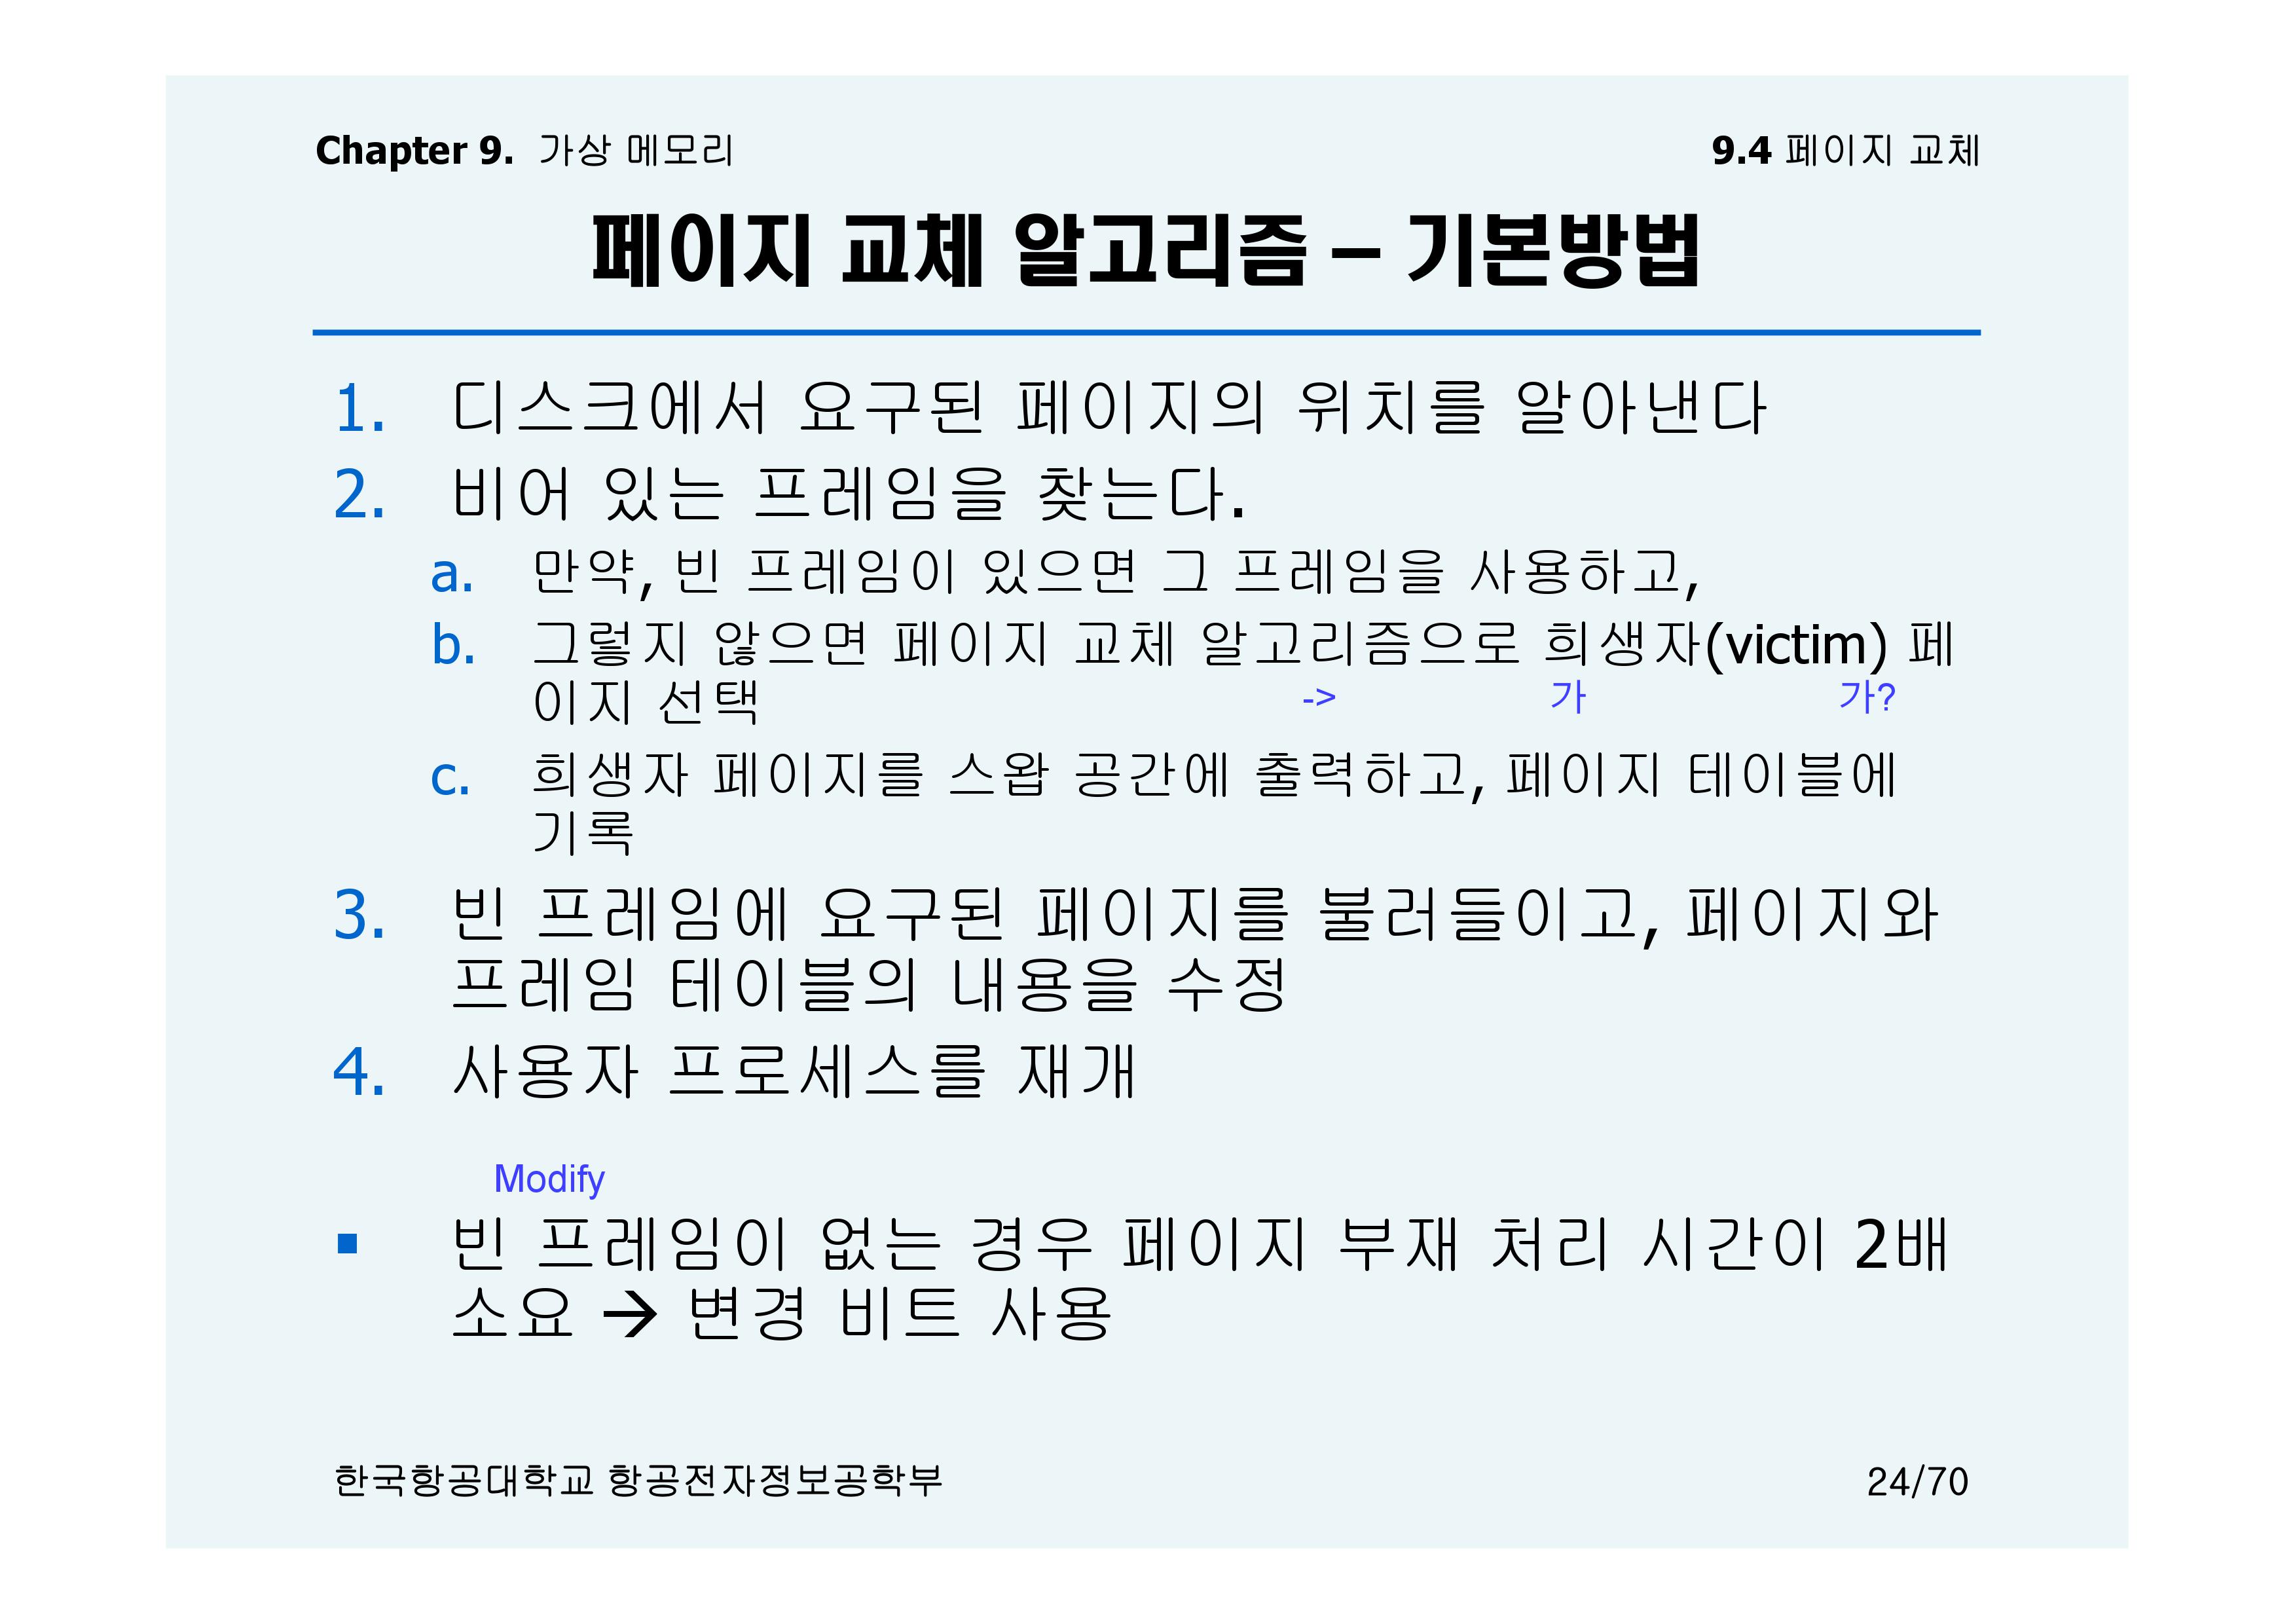 Chapter 9. 가상 메모리
9.4 페이지 교체
페이지 교체 알고리즘 – 기본방법
1. 디스크에서 요구된 페이지의 위치를 알아낸다
2. 비어 있는 프레임을 찾는다.
a. 만약, 빈 프레임이 있으면 그 프레임을 사용하고,
b. 그렇지 않으면 페이지 교체 알고리즘으로 희생자(victim) 페
이지 선택
-> 가 가?
c. 희생자 페이지를 스왑 공간에 출력하고, 페이지 테이블에
기록
3. 빈 프레임에 요구된 페이지를 불러들이고, 페이지와
프레임 테이블의 내용을 수정
4. 사용자 프로세스를 재개
Modify
▪ 빈 프레임이 없는 경우 페이지 부재 처리 시간이 2배
소요 → 변경 비트 사용
한국항공대학교 항공전자정보공학부
24/70